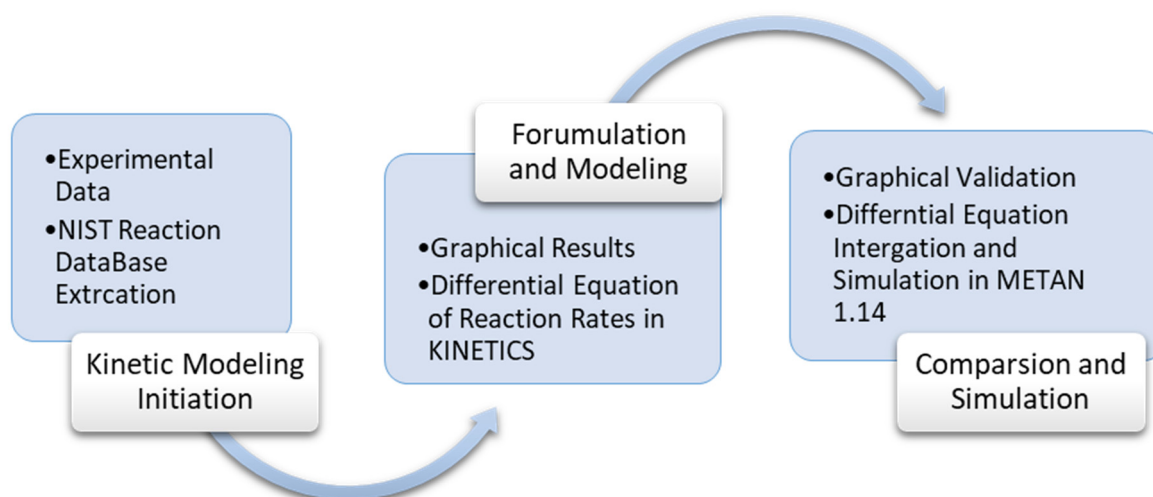 •Experimental
Data
•NIST Reaction
DataBase
Extrcation
Kinetic Modeling
Initiation
Forumulation
and Modeling
•Graphical Results
•Differential Equation
of Reaction Rates in
KINETICS
•Graphical Validation
•Differntial Equation
Intergation and
Simulation in METAN
1.14
Comparsion and
Simulation